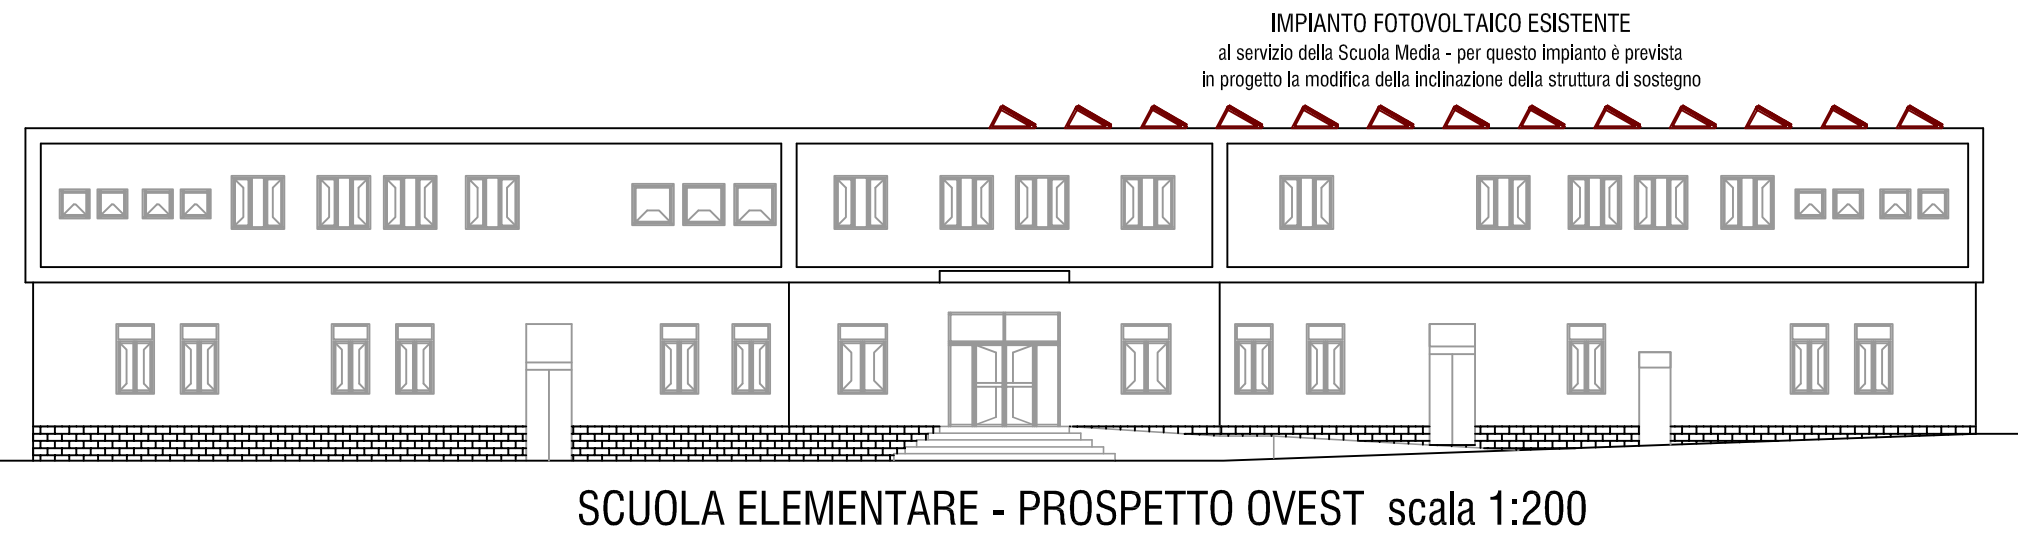 IMPIANTO FOTOVOLTAICO ESISTENTE
al servizio della Scuola Media - per questo impianto è prevista
in progetto la modifica della inclinazione della struttura di sostegno
SCUOLA ELEMENTARE - PROSPETTO OVEST scala 1:200